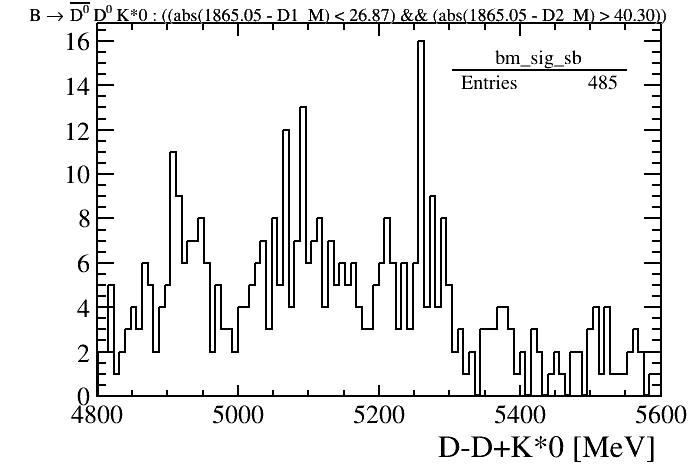 B → D⁰ D⁰ K*0 : ((abs(1865.05 - D1_M) < 26.87) && (abs(1865.05 - D2_M) > 40.30))
bm_sig_sb
Entries 485
16
14
12
10
8
6
4
2
0
4800 5000 5200 5400 5600
D-D+K*0 [MeV]